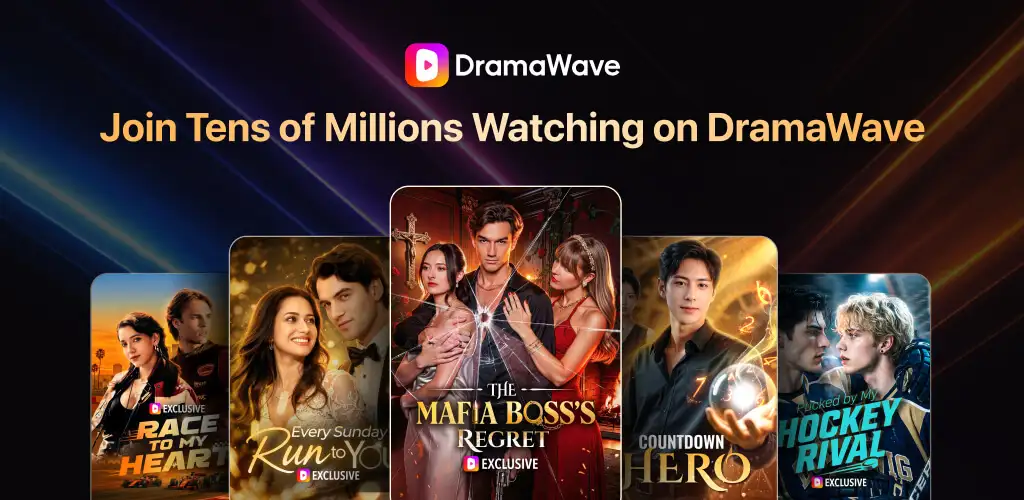 DramaWave
Join Tens of Millions Watching on DramaWave
EXCLUSIVE
RACE
TO MY
HEART
Every Sunday
Run to You
EXCLUSIVE
THE
MAFIA BOSS'S
REGRET
EXCLUSIVE
COUNTDOWN
HERO
Pucked by My
HOCKEY
RIVAL
EXCLUSIVE